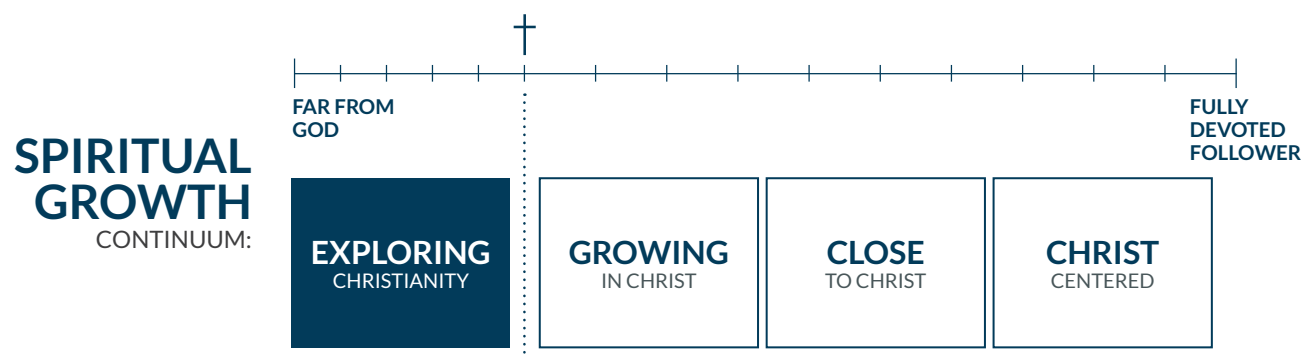 FAR FROM
GOD
FULLY
DEVOTED
FOLLOWER
SPIRITUAL
GROWTH
CONTINUUM:
EXPLORING
CHRISTIANITY
GROWING
IN CHRIST
CLOSE
TO CHRIST
CHRIST
CENTERED